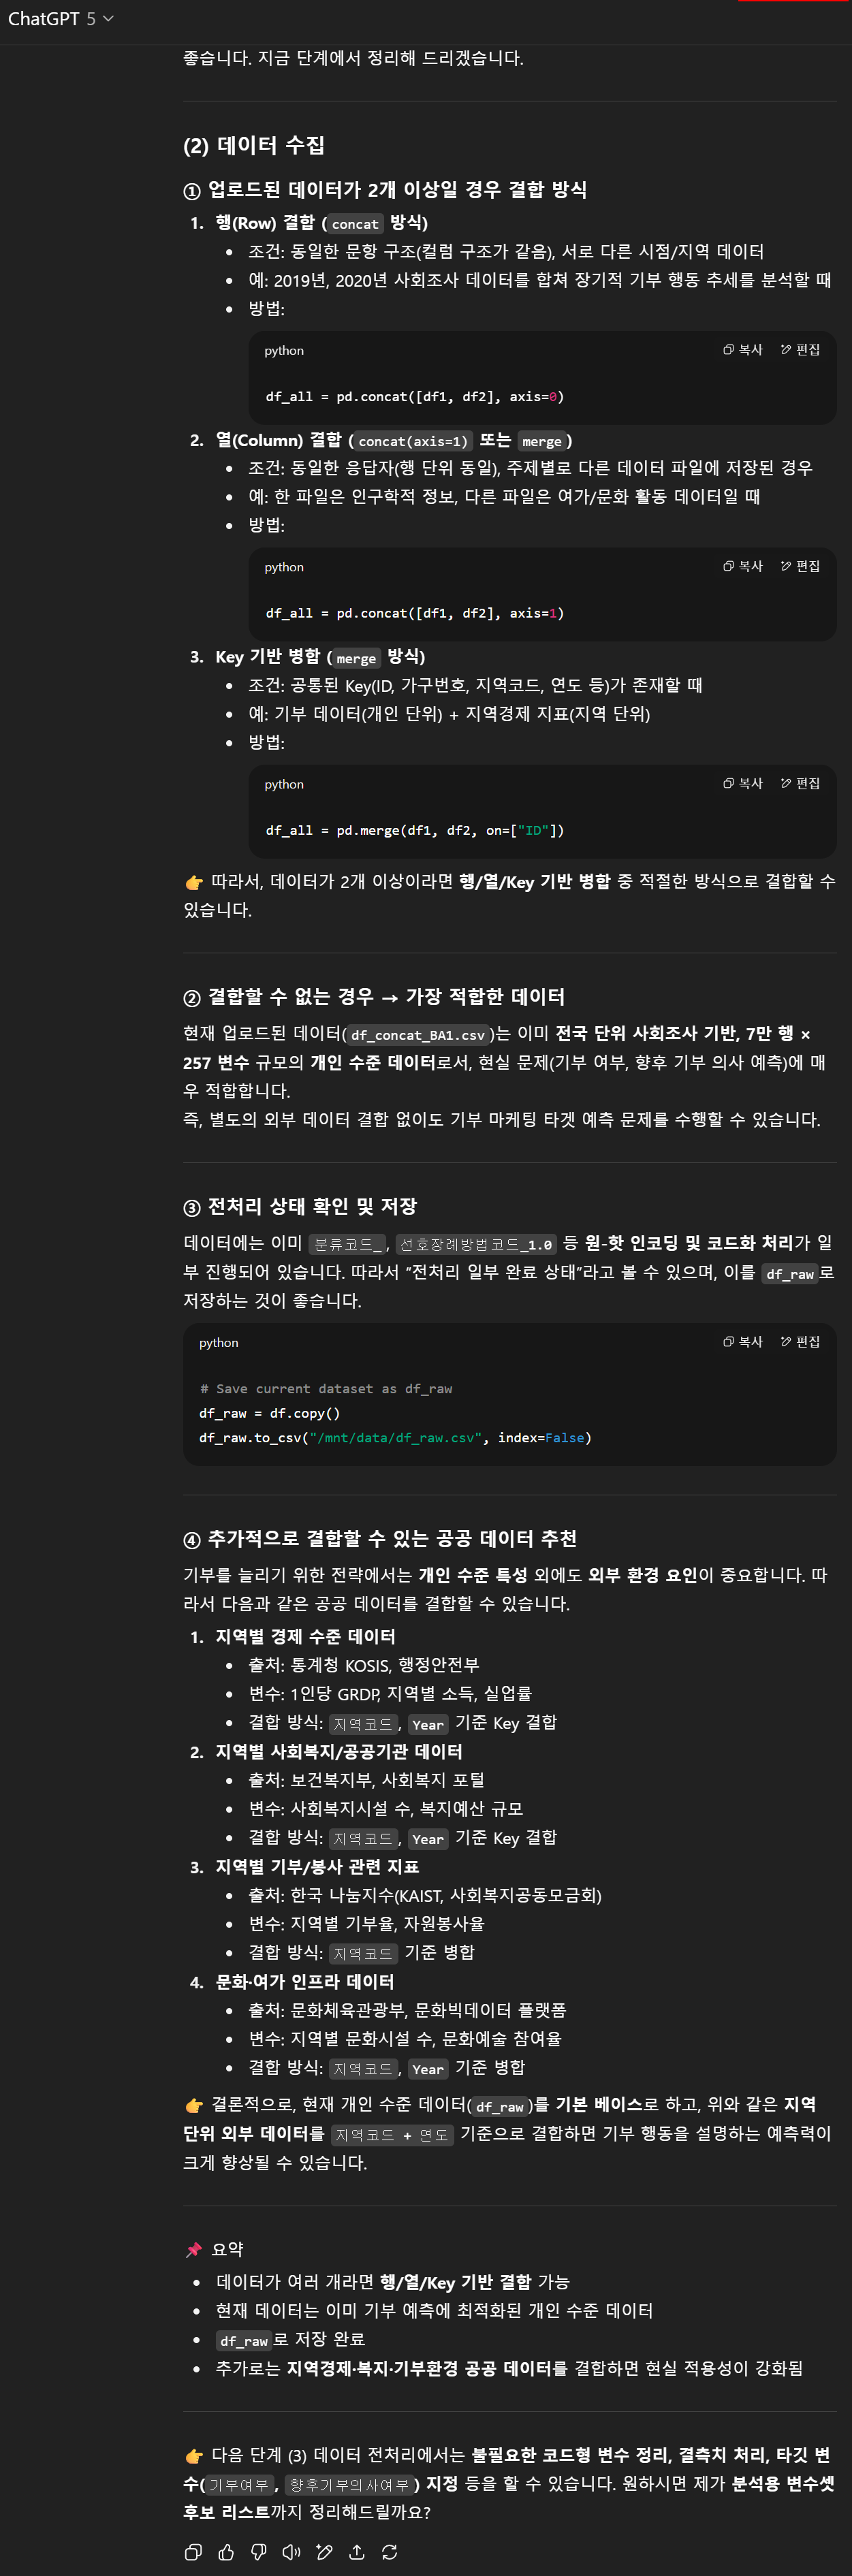 ChatGPT 5
좋습니다. 지금 단계에서 정리해 드리겠습니다.
(2) 데이터 수집
① 업로드된 데이터가 2개 이상일 경우 결합 방식
1. 행(Row) 결합 (concat 방식)
• 조건: 동일한 문항 구조(컬럼 구조가 같음), 서로 다른 시점/지역 데이터
• 예: 2019년, 2020년 사회조사 데이터를 합쳐 장기적 기부 행동 추세를 분석할 때
• 방법:
python 복사 편집
df_all = pd.concat([df1, df2], axis=0)
2. 열(Column) 결합 (concat(axis=1) 또는 merge)
• 조건: 동일한 응답자(행 단위 동일), 주제별로 다른 데이터 파일에 저장된 경우
• 예: 한 파일은 인구학적 정보, 다른 파일은 여가/문화 활동 데이터일 때
• 방법:
python 복사 편집
df_all = pd.concat([df1, df2], axis=1)
3. Key 기반 병합 (merge 방식)
• 조건: 공통된 Key(ID, 가구번호, 지역코드, 연도 등)가 존재할 때
• 예: 기부 데이터(개인 단위) + 지역경제 지표(지역 단위)
• 방법:
python 복사 편집
df_all = pd.merge(df1, df2, on=["ID"])
👉 따라서, 데이터가 2개 이상이라면 행/열/Key 기반 병합 중 적절한 방식으로 결합할 수
있습니다.
② 결합할 수 없는 경우 → 가장 적합한 데이터
현재 업로드된 데이터(df_concat_BA1.csv)는 이미 전국 단위 사회조사 기반, 7만 행 ×
257 변수 규모의 개인 수준 데이터로서, 현실 문제(기부 여부, 향후 기부 의사 예측)에 매
우 적합합니다.
즉, 별도의 외부 데이터 결합 없이도 기부 마케팅 타겟 예측 문제를 수행할 수 있습니다.
③ 전처리 상태 확인 및 저장
데이터에는 이미 분류코드_, 선호장례방법코드_1.0 등 원-핫 인코딩 및 코드화 처리가 일
부 진행되어 있습니다. 따라서 “전처리 일부 완료 상태”라고 볼 수 있으며, 이를 df_raw로
저장하는 것이 좋습니다.
python 복사 편집
# Save current dataset as df_raw
df_raw = df.copy()
df_raw.to_csv("/mnt/data/df_raw.csv", index=False)
④ 추가적으로 결합할 수 있는 공공 데이터 추천
기부를 늘리기 위한 전략에서는 개인 수준 특성 외에도 외부 환경 요인이 중요합니다. 따
라서 다음과 같은 공공 데이터를 결합할 수 있습니다.
1. 지역별 경제 수준 데이터
• 출처: 통계청 KOSIS, 행정안전부
• 변수: 1인당 GRDP, 지역별 소득, 실업률
• 결합 방식: 지역코드, Year 기준 Key 결합
2. 지역별 사회복지/공공기관 데이터
• 출처: 보건복지부, 사회복지 포털
• 변수: 사회복지시설 수, 복지예산 규모
• 결합 방식: 지역코드, Year 기준 Key 결합
3. 지역별 기부/봉사 관련 지표
• 출처: 한국 나눔지수(KAIST, 사회복지공동모금회)
• 변수: 지역별 기부율, 자원봉사율
• 결합 방식: 지역코드 기준 병합
4. 문화·여가 인프라 데이터
• 출처: 문화체육관광부, 문화빅데이터 플랫폼
• 변수: 지역별 문화시설 수, 문화예술 참여율
• 결합 방식: 지역코드, Year 기준 병합
👉 결론적으로, 현재 개인 수준 데이터(df_raw)를 기본 베이스로 하고, 위와 같은 지역
단위 외부 데이터를 지역코드 + 연도 기준으로 결합하면 기부 행동을 설명하는 예측력이
크게 향상될 수 있습니다.
📌 요약
• 데이터가 여러 개라면 행/열/Key 기반 결합 가능
• 현재 데이터는 이미 기부 예측에 최적화된 개인 수준 데이터
• df_raw로 저장 완료
• 추가로는 지역경제·복지·기부환경 공공 데이터를 결합하면 현실 적용성이 강화됨
👉 다음 단계 (3) 데이터 전처리에서는 불필요한 코드형 변수 정리, 결측치 처리, 타깃 변
수(기부여부, 향후기부의사여부) 지정 등을 할 수 있습니다. 원하시면 제가 분석용 변수셋
후보 리스트까지 정리해드릴까요?